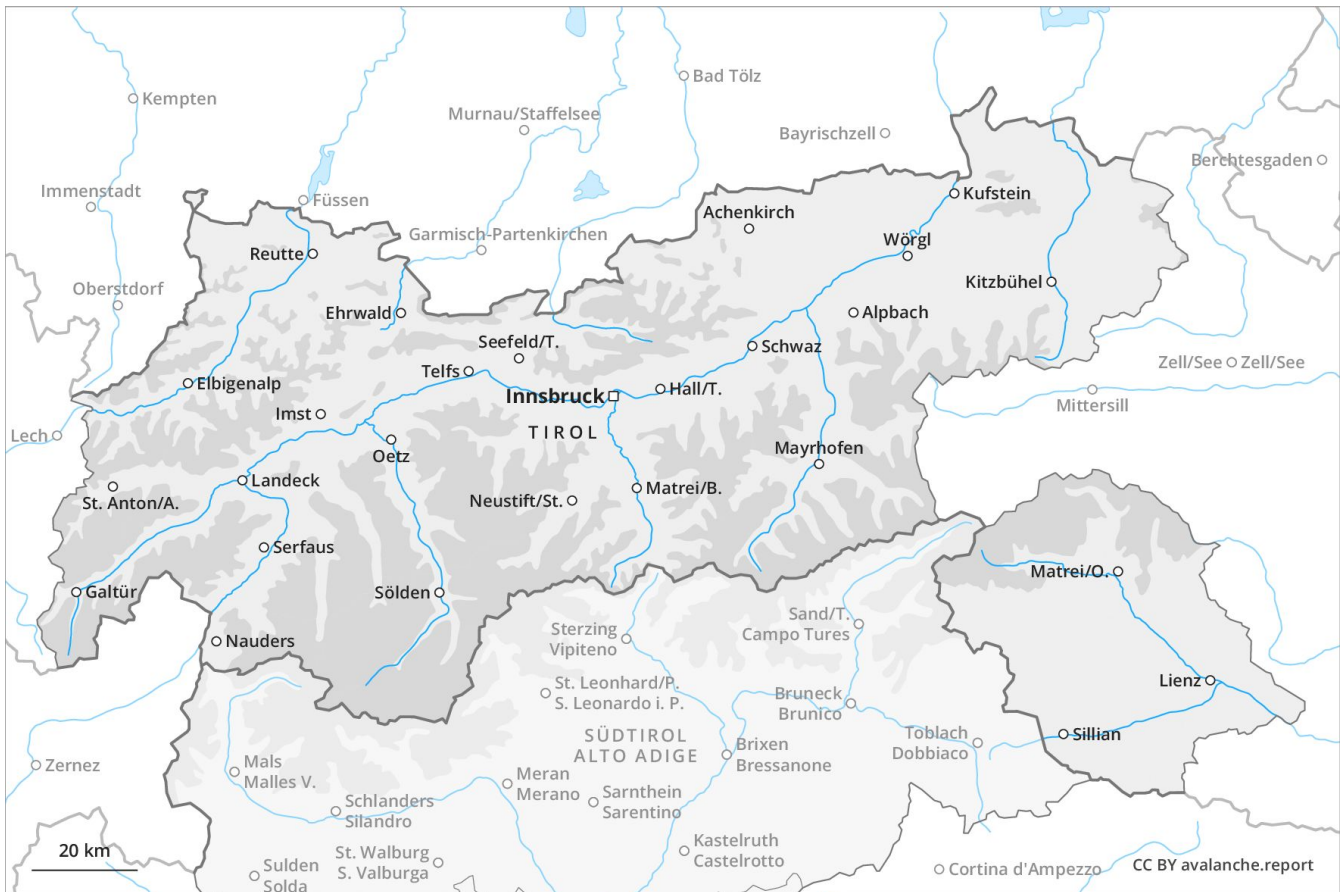 Kempten
Bad Tölz
Murnau/Staffelsee
Bayrischzell
Berchtesgaden
Immenstadt
Füssen
Kufstein
Achenkirch
Garmisch-Partenkirchen
Wörgl
Reutte
Oberstdorf
Kitzbühel
Ehrwald
Alpbach
Seefeld/T.
Schwaz
Telfs
Zell/See
Zell/See
Elbigenalp
Innsbruck
Hall/T.
Mittersill
Imst
TIROL
Lech
Oetz
Mayrhofen
Landeck
St. Anton/A.
Neustift/St.
Matrei/B.
Serfaus
Matrei/O.
Galtür
Sölden
Sand/T.
Campo Tures
Sterzing
Vipiteno
Nauders
Lienz
St. Leonhard/P.
S. Leonardo i. P.
Bruneck
Brunico
Sillian
SÜDTIROL
ALTO ADIGE
Toblach
Dobbiaco
Brixen
Bressanone
Zernez
Mals
Malles V.
Meran
Merano
Sarnthein
Sarentino
Schlanders
Silandro
20 km
Kastelruth
Castelrotto
St. Walburg
S. Valburga
Sulden
Solda
Cortina d'Ampezzo
CC BY avalanche.report